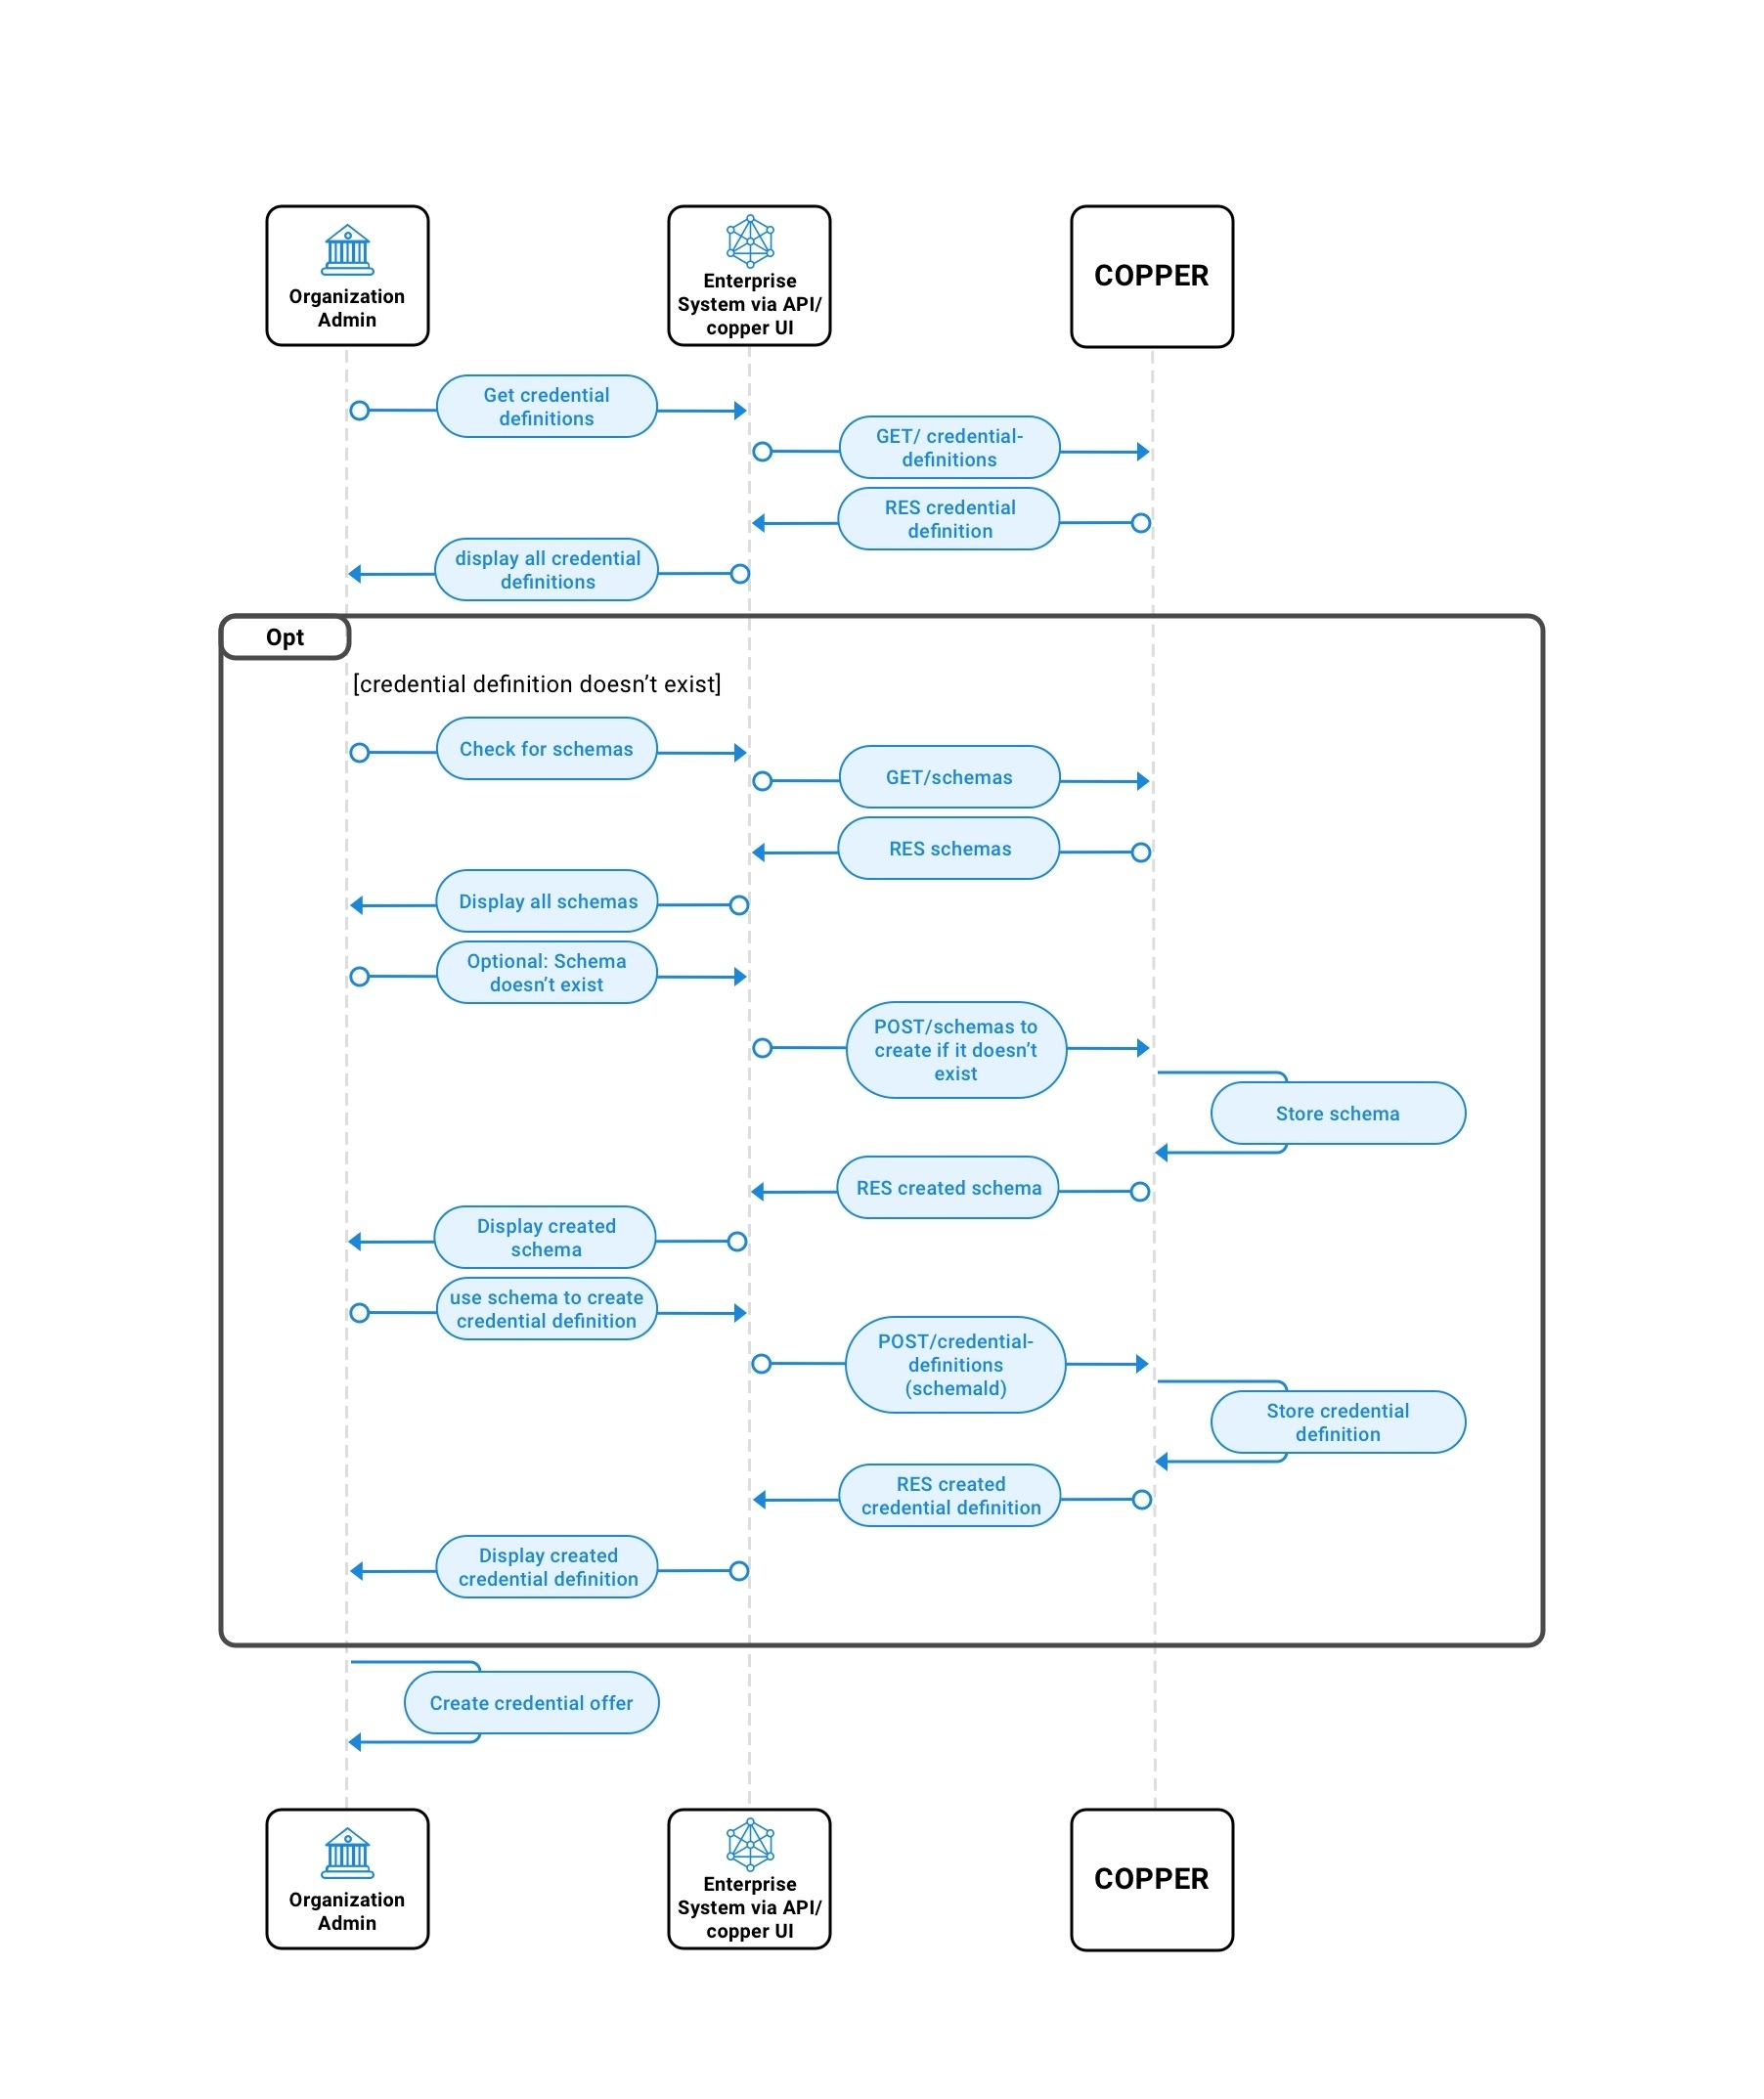 Organization
Admin
Enterprise
System via API/
copper UI
COPPER
Get credential
definitions
GET/ credential-
definitions
RES credential
definition
display all credential
definitions
Opt
[credential definition doesn’t exist]
Check for schemas
GET/schemas
RES schemas
Display all schemas
Optional: Schema
doesn’t exist
POST/schemas to
create if it doesn’t
exist
Store schema
RES created schema
Display created
schema
use schema to create
credential definition
POST/credential-
definitions
(schemaId)
Store credential
definition
RES created
credential definition
Display created
credential definition
Create credential offer
Organization
Admin
Enterprise
System via API/
copper UI
COPPER